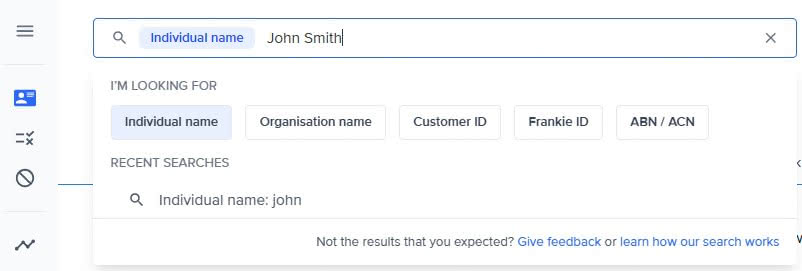 Individual name John Smith
I'M LOOKING FOR
Individual name Organisation name Customer ID Frankie ID ABN / ACN
RECENT SEARCHES
Individual name: john
Not the results that you expected? Give feedback or learn how our search works